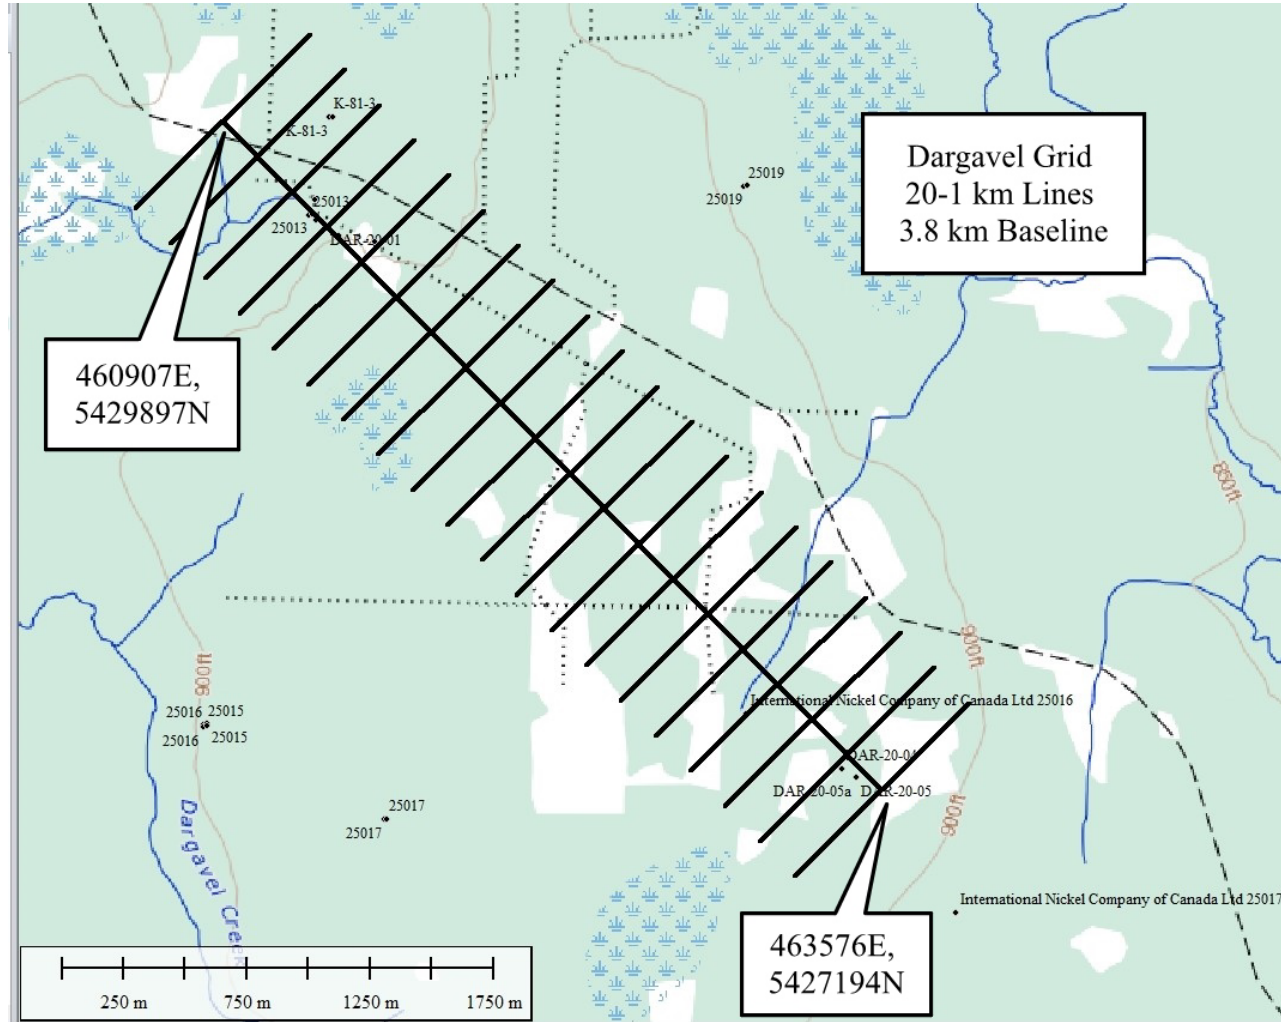 K-81-3
K-81-3
Dargavel Grid
20-1 km Lines
3.8 km Baseline
25019
25019
25013
25013
DAR-20-01
460907E,
5429897N
850ft
900ft
900ft
International Nickel Company of Canada Ltd 25016
25016 25015
25016 25015
DAR-20-04
DAR-20-05a DAR-20-05
900ft
25017
25017
Dargavel Creek
International Nickel Company of Canada Ltd 25017
463576E,
5427194N
250 m 750 m 1250 m 1750 m